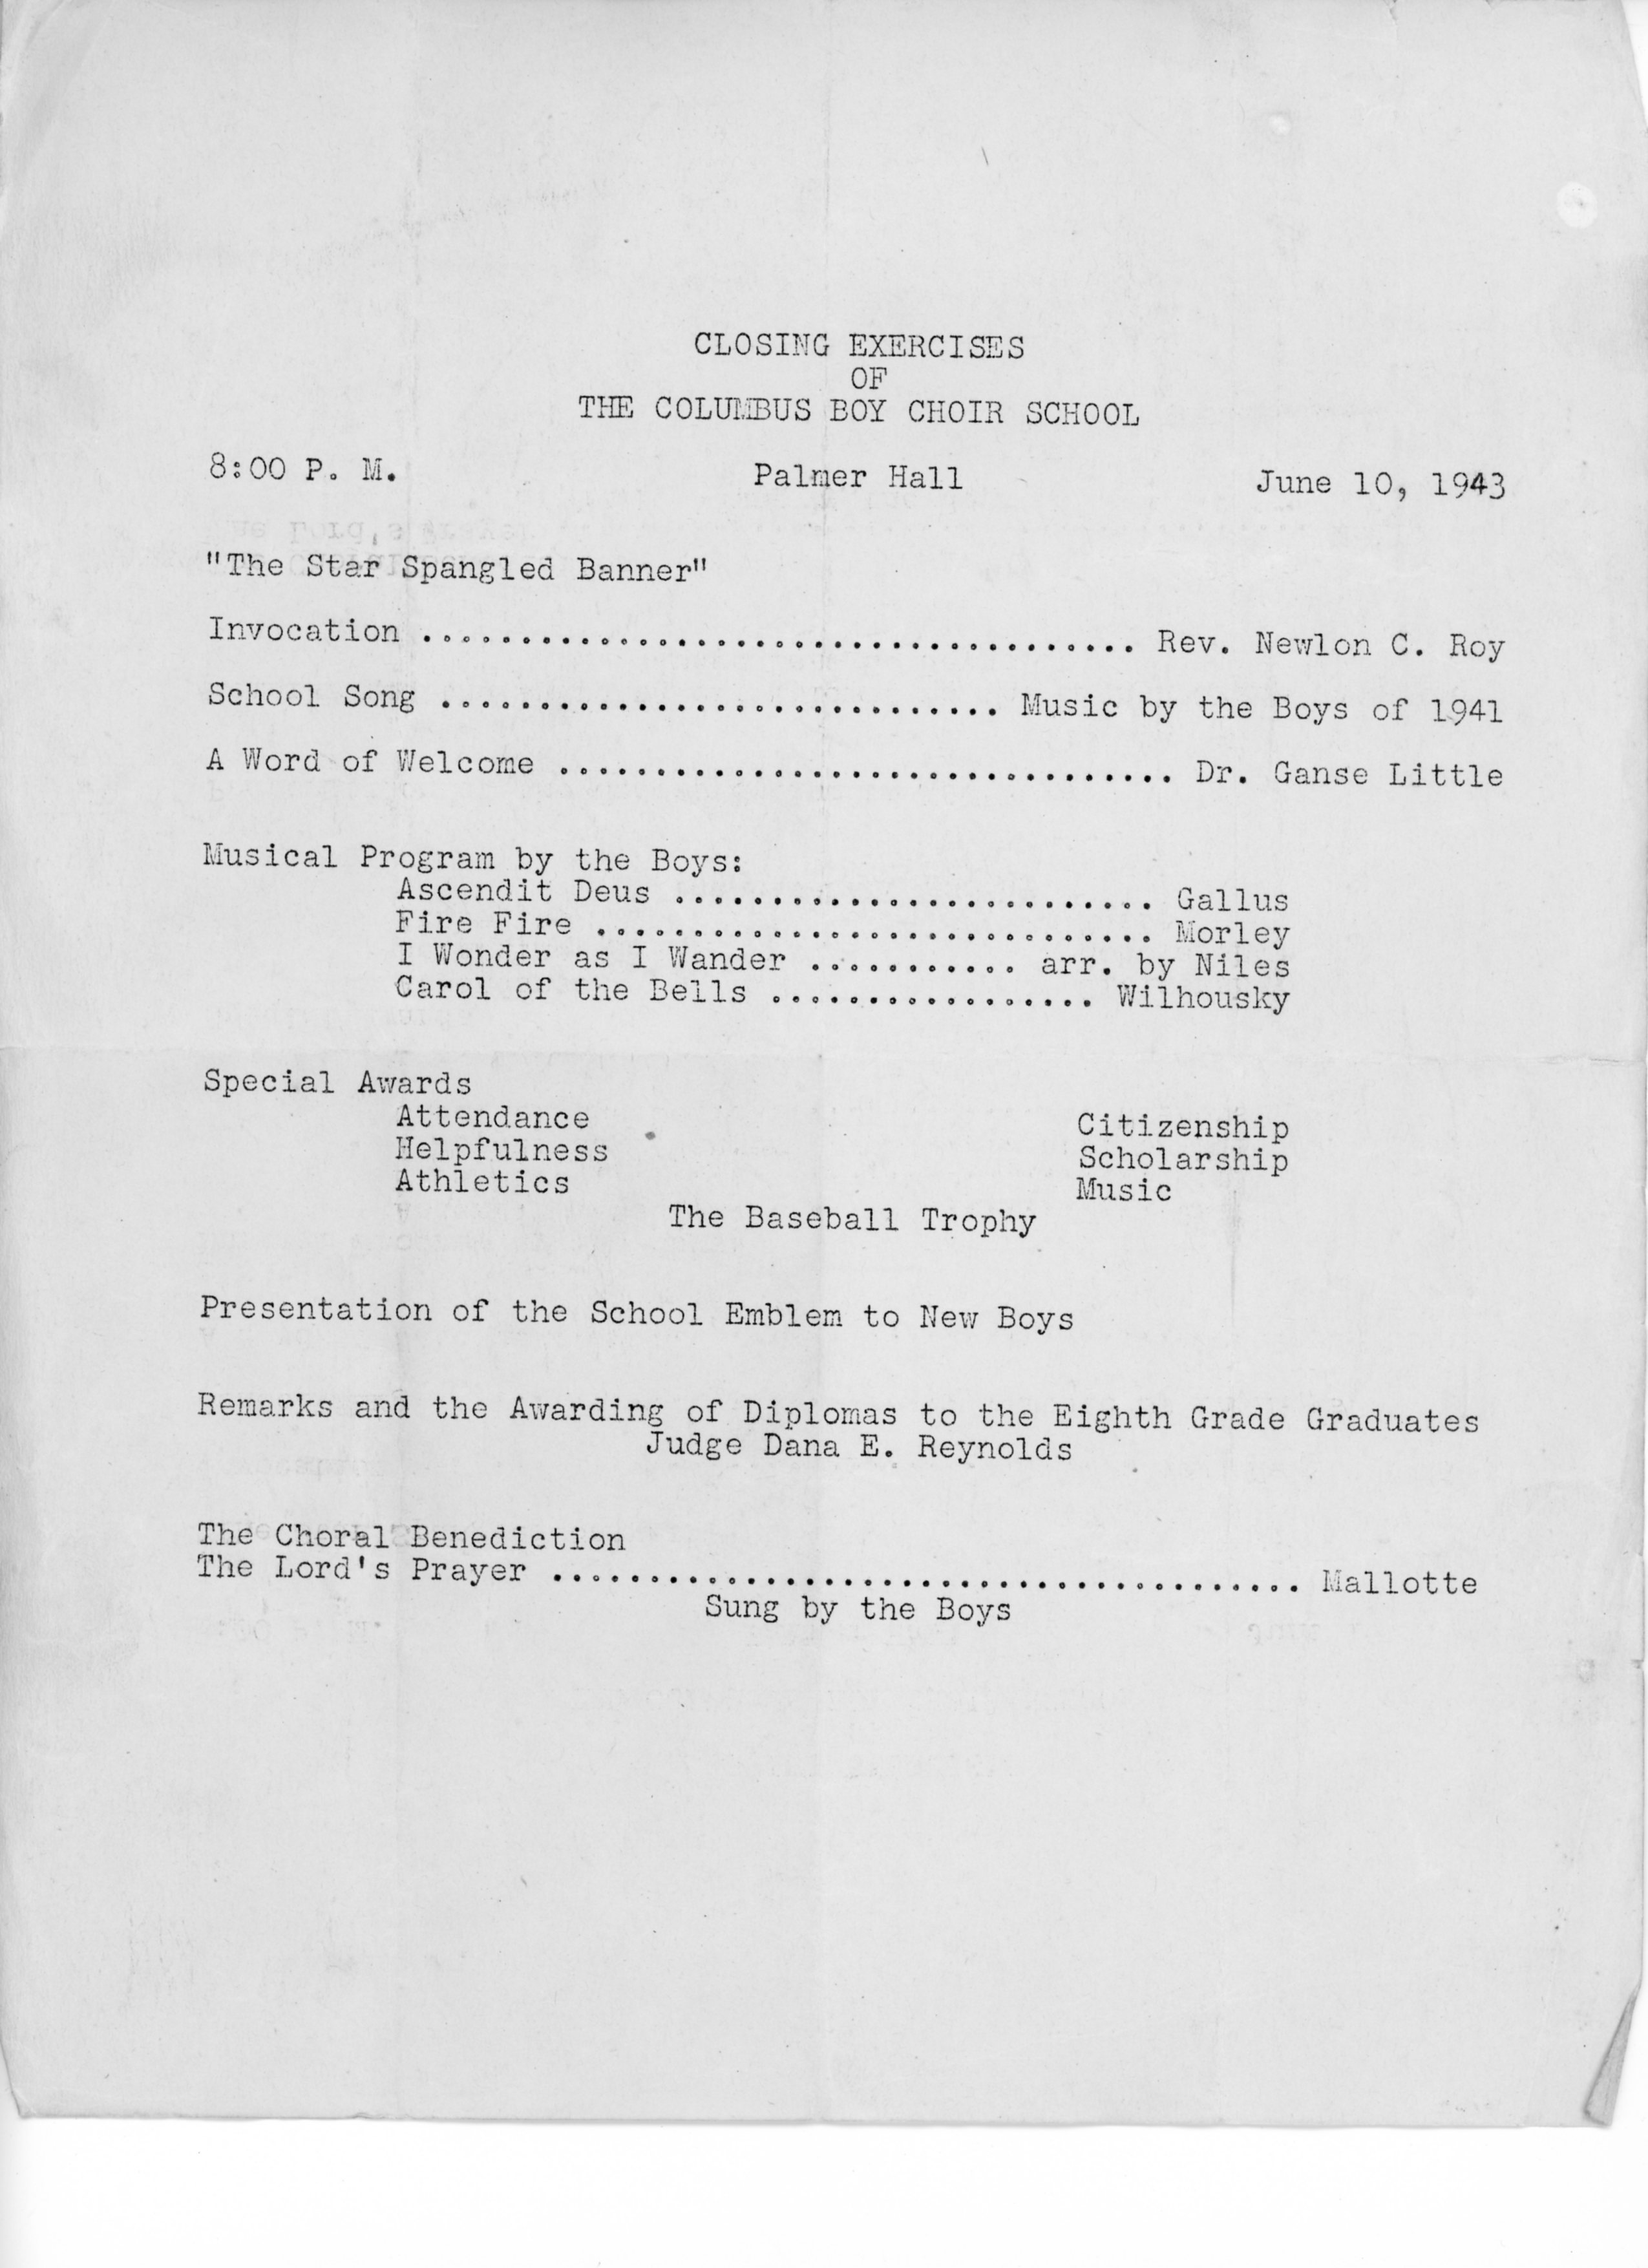 CLOSING EXERCISES
OF
THE COLUMBUS BOY CHOIR SCHOOL
8:00 P. M. Palmer Hall June 10, 1943
"The Star Spangled Banner"
Invocation ..................................... Rev. Newlon C. Roy
School Song ............................. Music by the Boys of 1941
A Word of Welcome ................................ Dr. Ganse Little
Musical Program by the Boys:
Ascendit Deus ......................... Gallus
Fire Fire ............................. Morley
I Wonder as I Wander ........... arr. by Niles
Carol of the Bells ................. Wilhousky
Special Awards
Attendance Citizenship
Helpfulness Scholarship
Athletics Music
The Baseball Trophy
Presentation of the School Emblem to New Boys
Remarks and the Awarding of Diplomas to the Eighth Grade Graduates
Judge Dana E. Reynolds
The Choral Benediction
The Lord's Prayer ....................................... Mallotte
Sung by the Boys